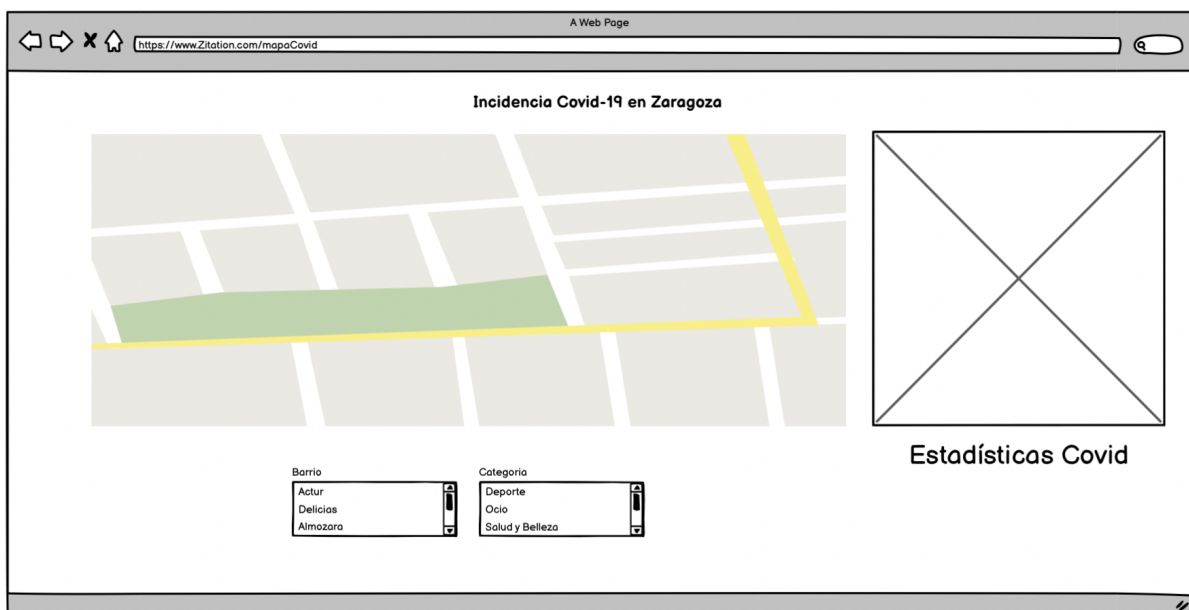 A Web Page
https://www.Zitation.com/mapaCovid
Incidencia Covid-19 en Zaragoza
Estadísticas Covid
Barrio
Actur
Delicias
Almozara
Categoria
Deporte
Ocio
Salud y Belleza